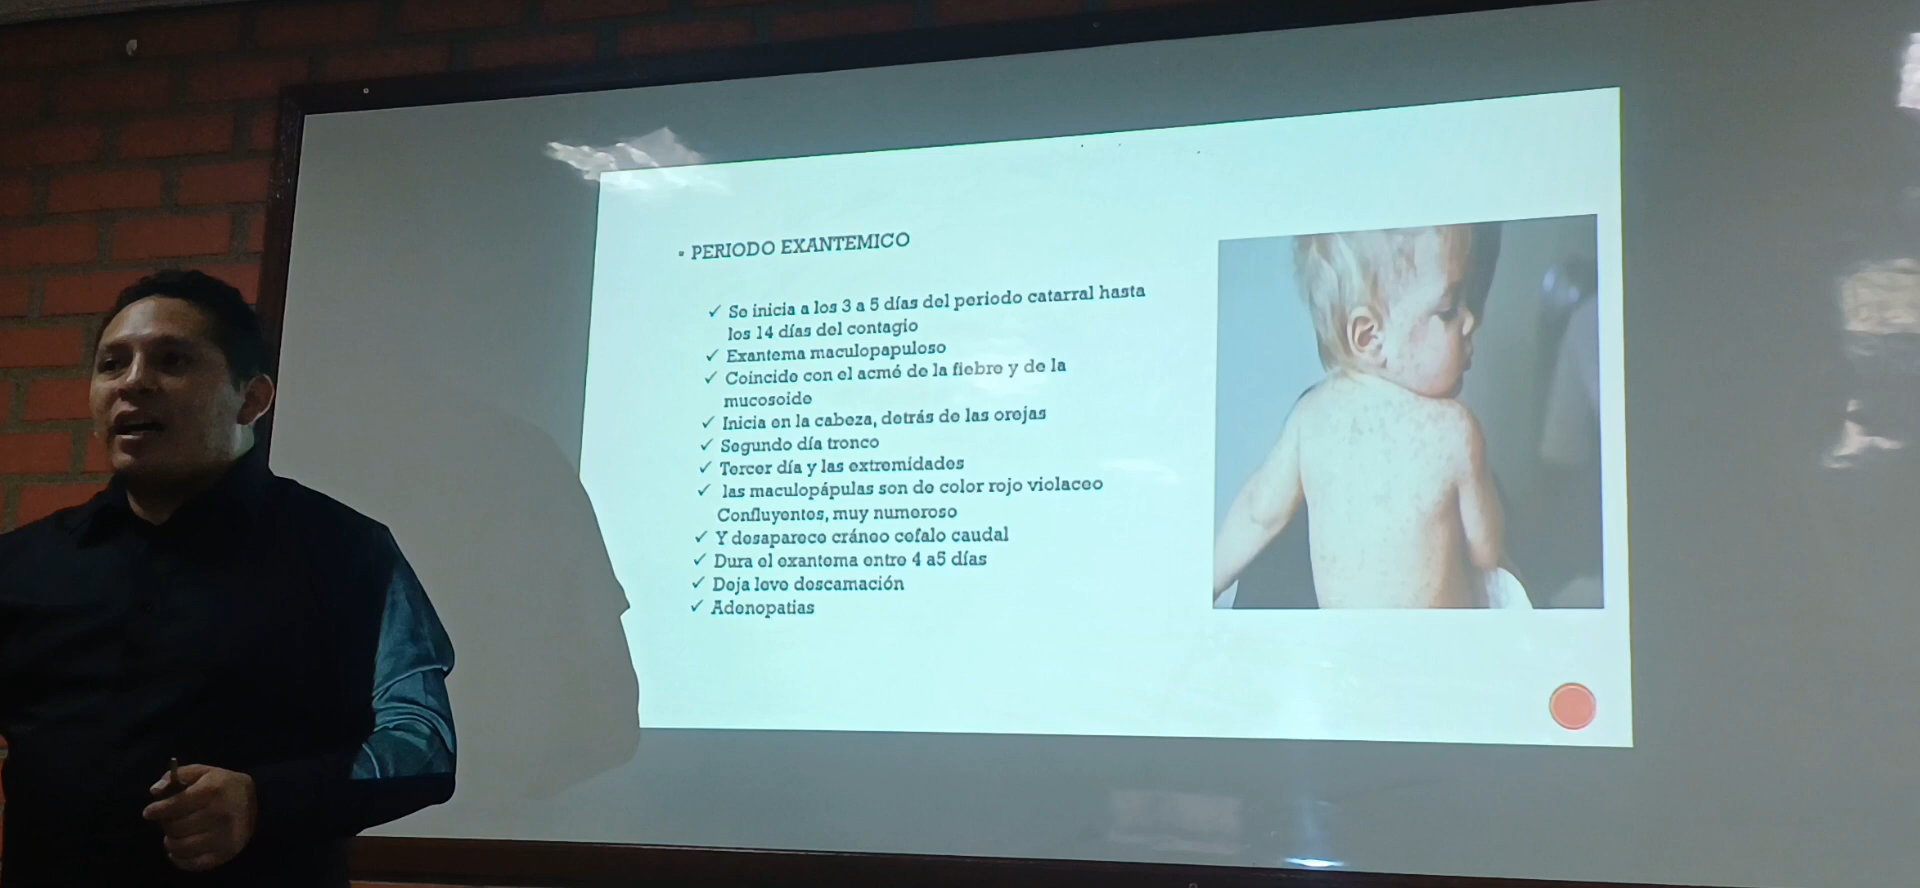 ▪ PERIODO EXANTEMICO
✓ Se inicia a los 3 a 5 días del periodo catarral hasta
los 14 días del contagio
✓ Exantema maculopapuloso
✓ Coincide con el acmé de la fiebre y de la
mucosoide
✓ Inicia en la cabeza, detrás de las orejas
✓ Segundo día tronco
✓ Tercer día y las extremidades
✓ las maculopápulas son de color rojo violaceo
Confluyentes, muy numeroso
✓ Y desaparece cráneo cefalo caudal
✓ Dura el exantema entre 4 a5 días
✓ Deja leve descamación
✓ Adenopatias